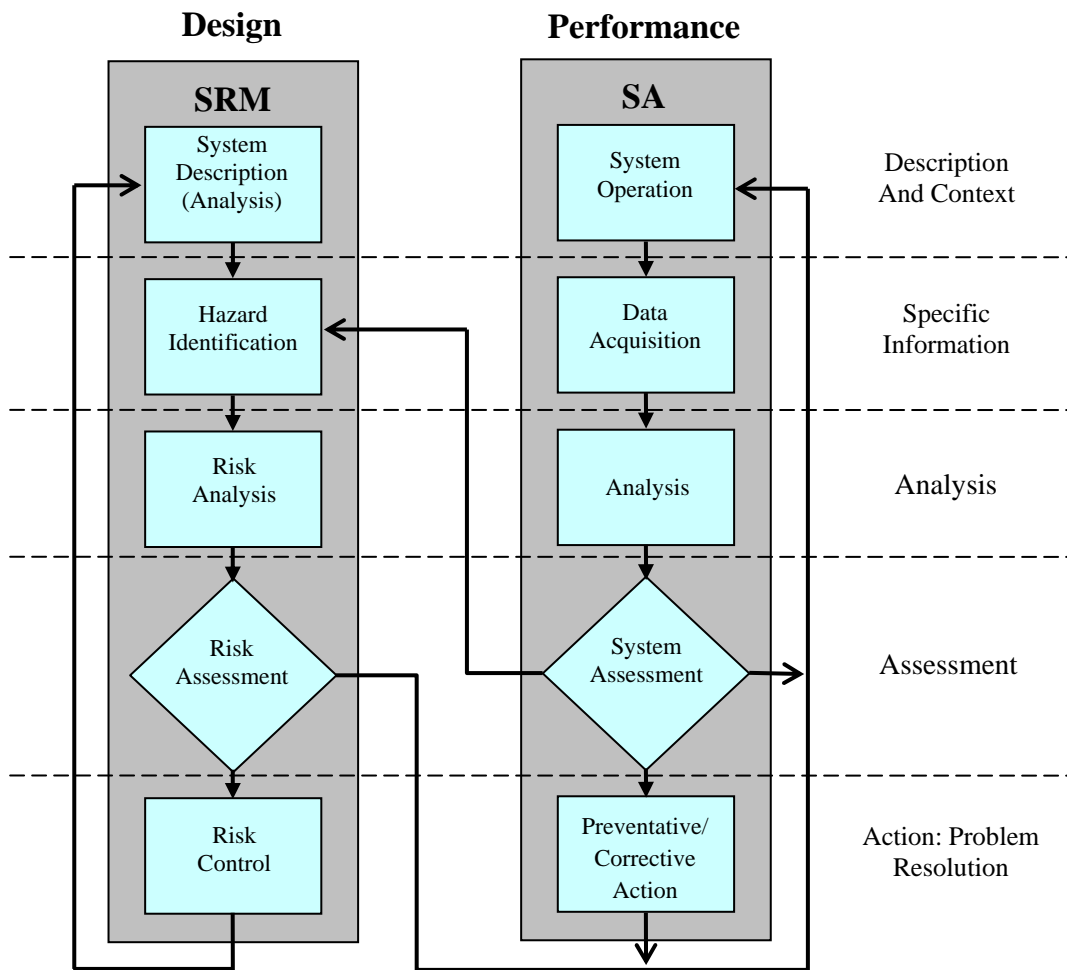 Design
Performance
SRM
SA
System
Description
(Analysis)
System
Operation
Description
And Context
Hazard
Identification
Data
Acquisition
Specific
Information
Risk
Analysis
Analysis
Analysis
Risk
Assessment
System
Assessment
Assessment
Risk
Control
Preventative/
Corrective
Action
Action: Problem
Resolution